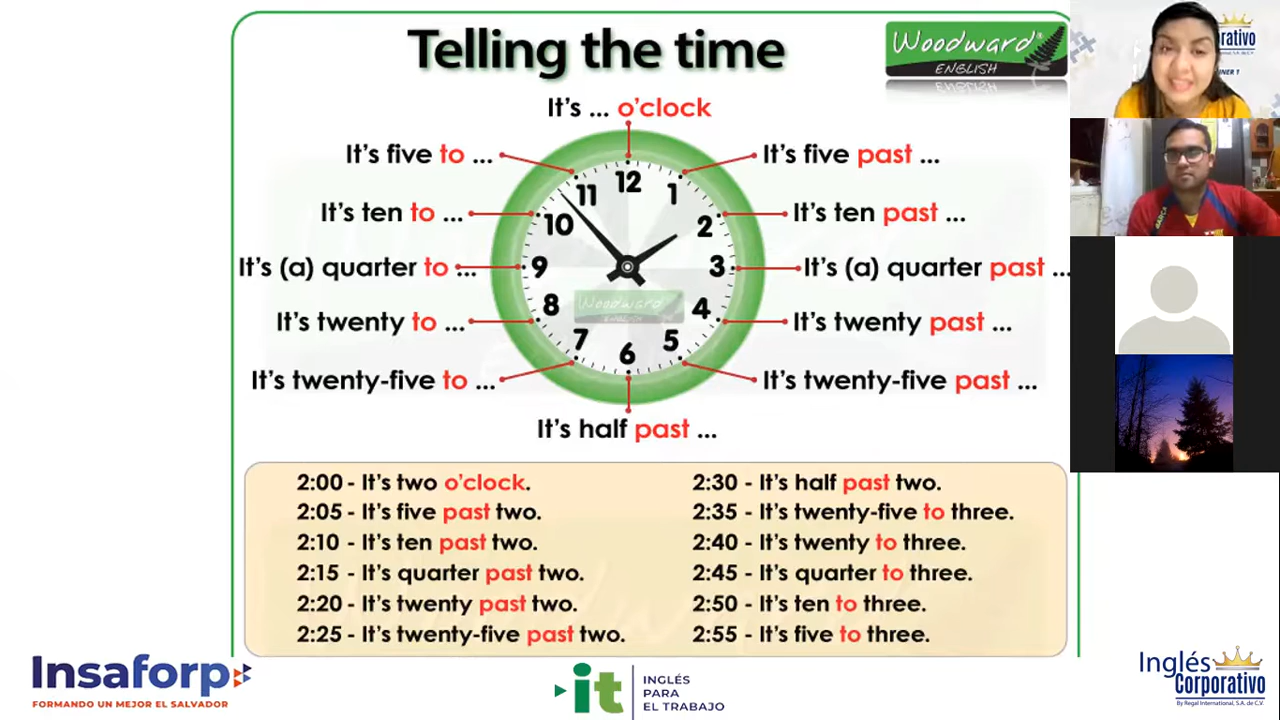 Telling the time
Woodward®
ENGLISH
It's ... o'clock
It's five to ...
It's five past ...
It's ten to ...
It's ten past ...
It's (a) quarter to ...
It's (a) quarter past ...
It's twenty to ...
It's twenty past ...
It's twenty-five to ...
It's twenty-five past ...
It's half past ...
12
11
1
10
2
9
3
8
4
7
5
6
Woodward
ENGLISH
2:00 - It's two o'clock.
2:05 - It's five past two.
2:10 - It's ten past two.
2:15 - It's quarter past two.
2:20 - It's twenty past two.
2:25 - It's twenty-five past two.
2:30 - It's half past two.
2:35 - It's twenty-five to three.
2:40 - It's twenty to three.
2:45 - It's quarter to three.
2:50 - It's ten to three.
2:55 - It's five to three.
Insaforp
FORMANDO UN MEJOR EL SALVADOR
it
INGLÉS
PARA
EL TRABAJO
Inglés
Corporativo
By Regal International, S.A. de C.V.